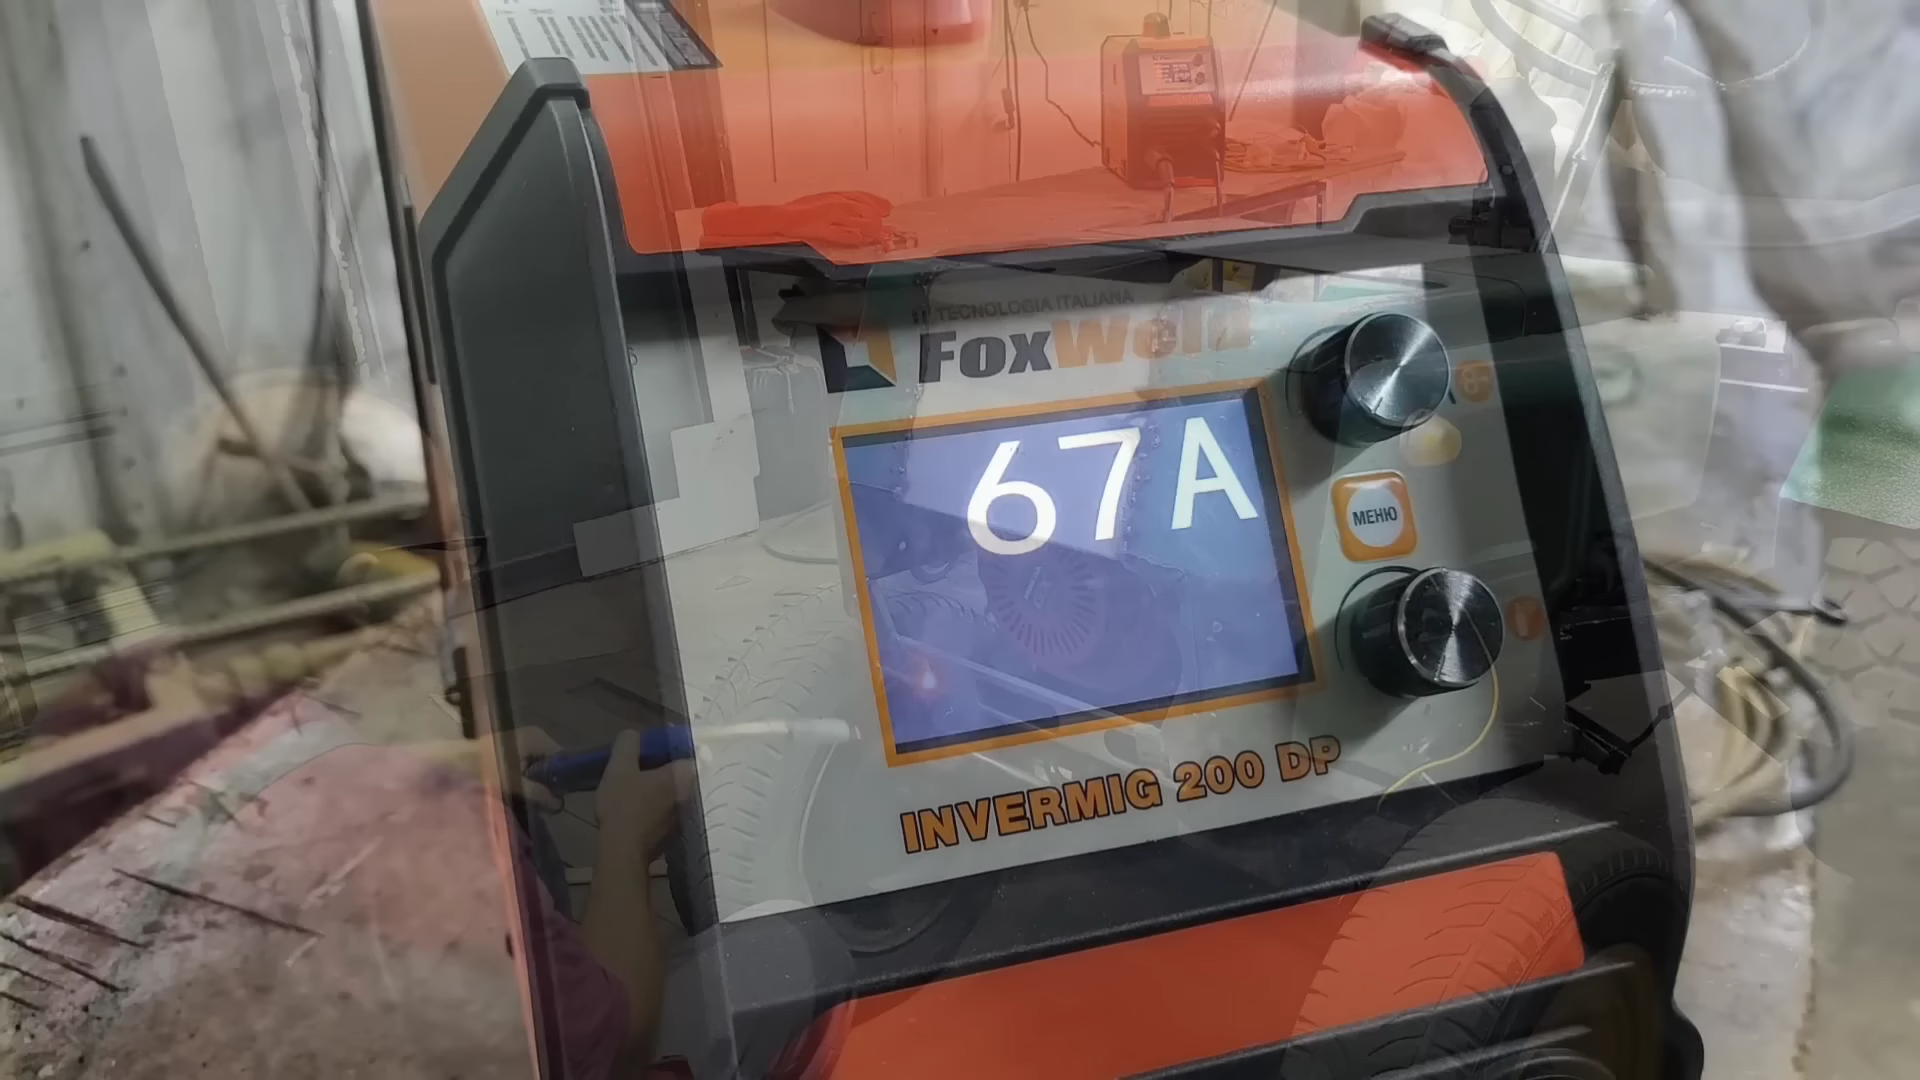 TECNOLOGIA ITALIANA
FoxWeld
67A
МЕНЮ
INVERMIG 200 DP